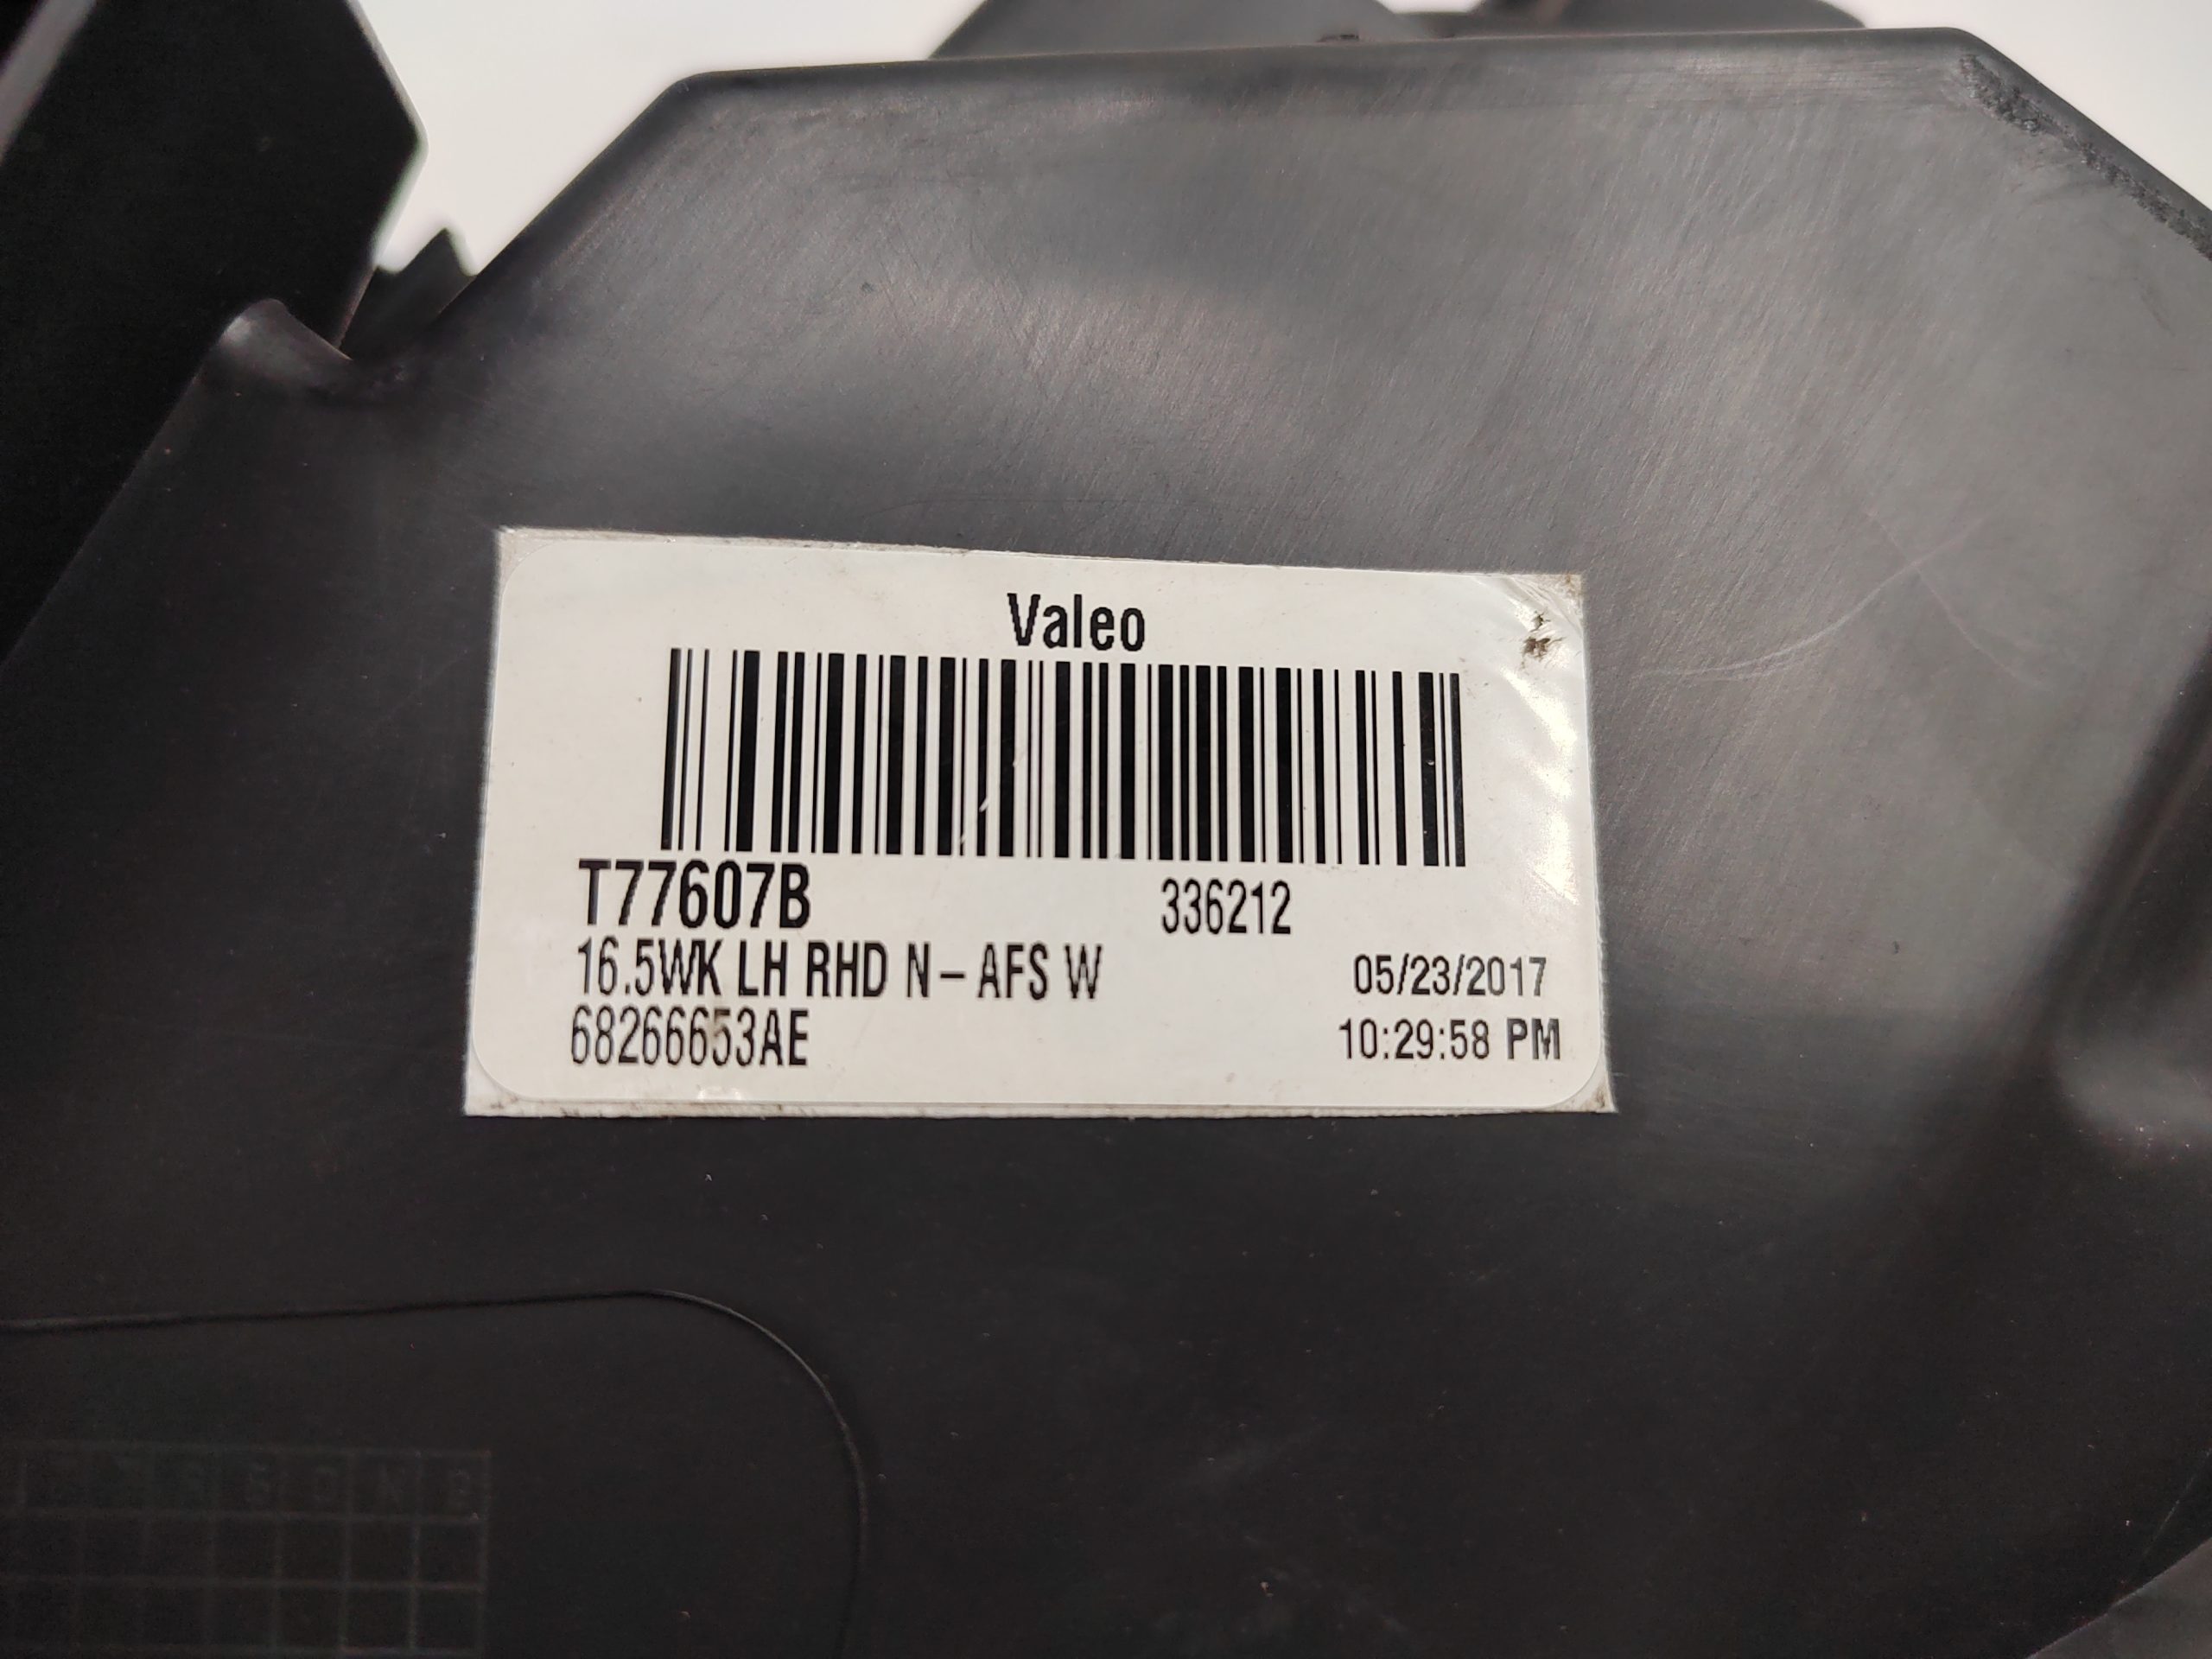 Valeo
T77607B 336212
16.5WK LH RHD N-AFS W 05/23/2017
68266653AE 10:29:58 PM